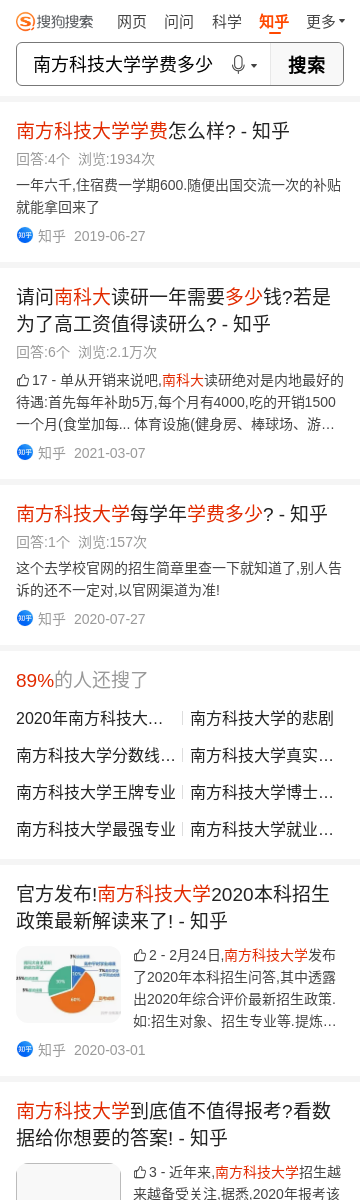 搜狗搜索 网页 问问 科学 知乎 更多
南方科技大学学费多少 搜索
南方科技大学学费怎么样? - 知乎
回答:4个 浏览:1934次
一年六千,住宿费一学期600.随便出国交流一次的补贴
就能拿回来了
知乎 知乎 2019-06-27
请问南科大读研一年需要多少钱?若是
为了高工资值得读研么? - 知乎
回答:6个 浏览:2.1万次
17 - 单从开销来说吧,南科大读研绝对是内地最好的
待遇:首先每年补助5万,每个月有4000,吃的开销1500
一个月(食堂加每... 体育设施(健身房、棒球场、游…
知乎 知乎 2021-03-07
南方科技大学每学年学费多少? - 知乎
回答:1个 浏览:157次
这个去学校官网的招生简章里查一下就知道了,别人告
诉的还不一定对,以官网渠道为准!
知乎 知乎 2020-07-27
89%的人还搜了
2020年南方科技大… 南方科技大学的悲剧
南方科技大学分数线… 南方科技大学真实…
南方科技大学王牌专业 南方科技大学博士…
南方科技大学最强专业 南方科技大学就业…
官方发布!南方科技大学2020本科招生
政策最新解读来了! - 知乎
2 - 2月24日,南方科技大学发布
了2020年本科招生问答,其中透露
出2020年综合评价最新招生政策.
如:招生对象、招生专业等.提炼…
知乎 知乎 2020-03-01
南方科技大学到底值不值得报考?看数
据给你想要的答案! - 知乎
3 - 近年来,南方科技大学招生越
来越备受关注,据悉,2020年报考该